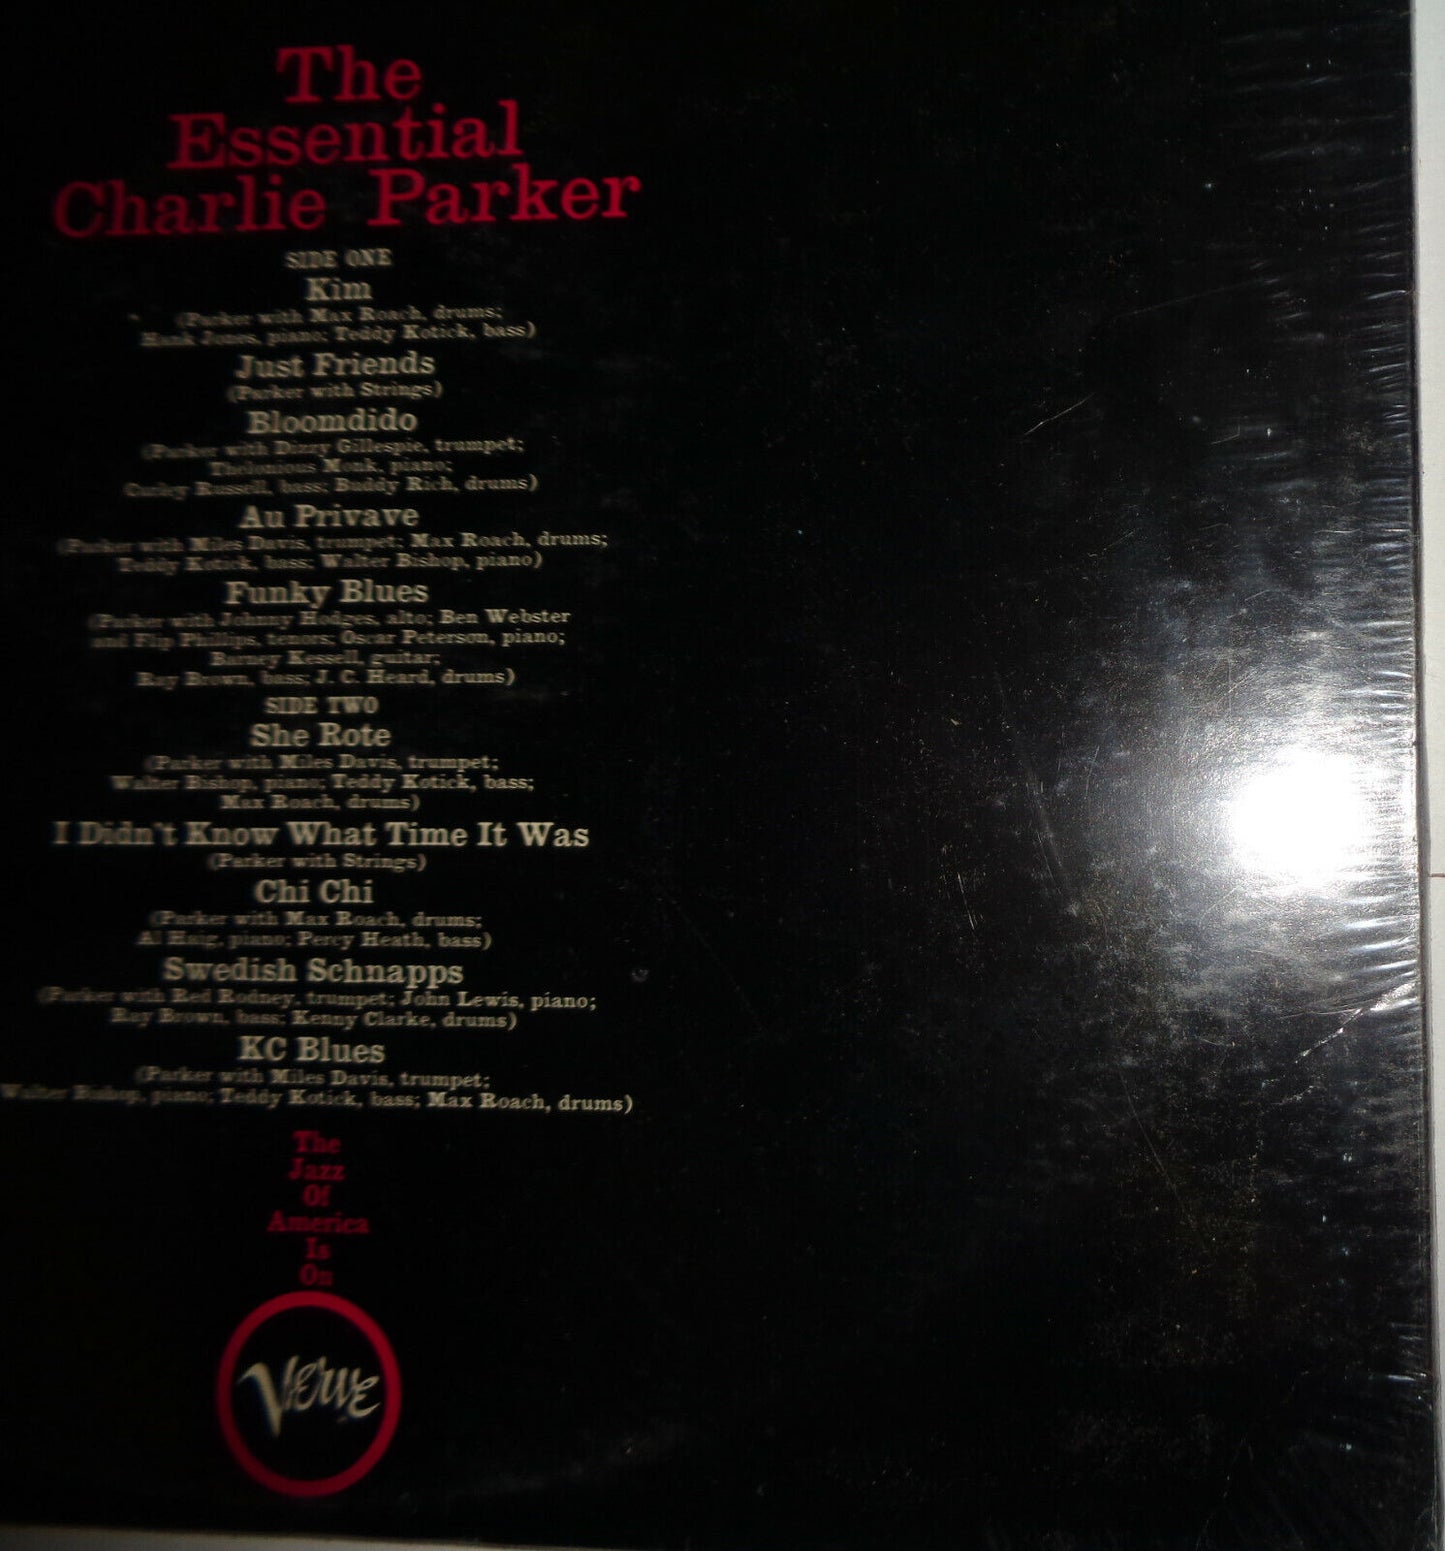 The
Essential
Charlie Parker
SIDE ONE
Kim
(Parker with Max Roach, drums;
Hank Jones, piano; Teddy Kotick, bass)
Just Friends
(Parker with Strings)
Bloomdido
(Parker with Dizzy Gillespie, trumpet;
Thelonious Monk, piano;
Curley Russell, bass; Buddy Rich, drums)
Au Privave
(Parker with Miles Davis, trumpet; Max Roach, drums;
Teddy Kotick, bass; Walter Bishop, piano)
Funky Blues
(Parker with Johnny Hodges, alto; Ben Webster
and Flip Phillips, tenors; Oscar Peterson, piano;
Barney Kessell, guitar;
Ray Brown, bass; J. C. Heard, drums)
SIDE TWO
She Rote
(Parker with Miles Davis, trumpet;
Walter Bishop, piano; Teddy Kotick, bass;
Max Roach, drums)
I Didn't Know What Time It Was
(Parker with Strings)
Chi Chi
(Parker with Max Roach, drums;
Al Haig, piano; Percy Heath, bass)
Swedish Schnapps
(Parker with Red Rodney, trumpet; John Lewis, piano;
Ray Brown, bass; Kenny Clarke, drums)
KC Blues
(Parker with Miles Davis, trumpet;
Walter Bishop, piano; Teddy Kotick, bass; Max Roach, drums)
The
Jazz
Of
America
Is
On
Verve